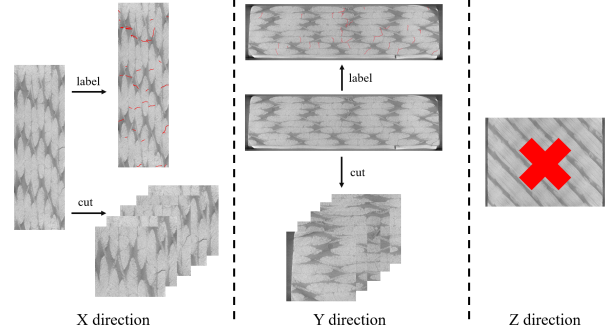 label
cut
X direction
label
cut
Y direction
Z direction